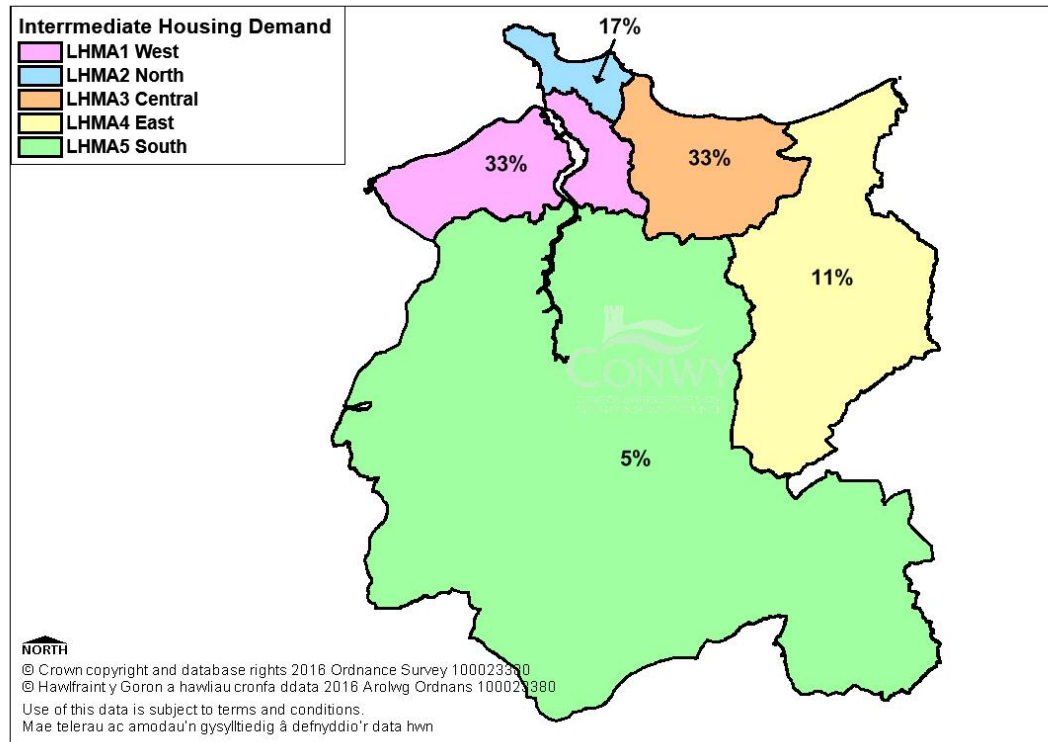 Interrmediate Housing Demand
LHMA1 West
LHMA2 North
LHMA3 Central
LHMA4 East
LHMA5 South
17%
33%
33%
11%
CONWY
5%
NORTH
© Crown copyright and database rights 2016 Ordnance Survey 100023380
© Hawlfraint y Goron a hawliau cronfa ddata 2016 Arolwg Ordnans 100023380
Use of this data is subject to terms and conditions.
Mae telerau ac amodau'n gysylltiedig â defnyddio'r data hwn